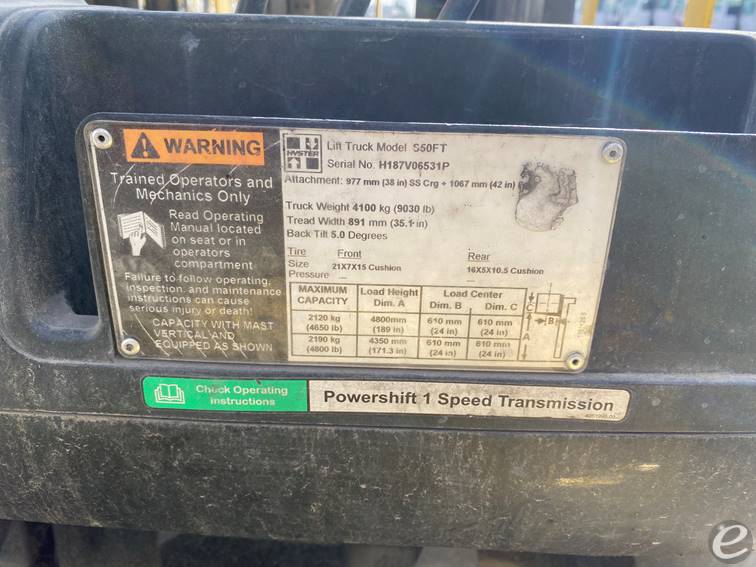 WARNING
Trained Operators and
Mechanics Only
Read Operating
Manual located
on seat or in
operators
compartment.
Failure to follow operating,
inspection, and maintenance
instructions can cause
serious injury or death!
CAPACITY WITH MAST
VERTICAL AND
EQUIPPED AS SHOWN
HYSTER
Lift Truck Model S50FT
Serial No. H187V06531P
Attachment: 977 mm (38 in) SS Crg + 1067 mm (42 in)
Truck Weight 4100 kg (9030 lb)
Tread Width 891 mm (35.1 in)
Back Tilt 5.0 Degrees
Tire Front Rear
Size 21X7X15 Cushion 16X5X10.5 Cushion
Pressure — —
MAXIMUM CAPACITY Load Height Dim. A Load Center Dim. B Dim. C
2120 kg (4650 lb) 4800mm (189 in) 610 mm (24 in) 610 mm (24 in)
2190 kg (4800 lb) 4350 mm (171.3 in) 610 mm (24 in) 610 mm (24 in)
C
B
A
Check Operating
instructions
Powershift 1 Speed Transmission
e